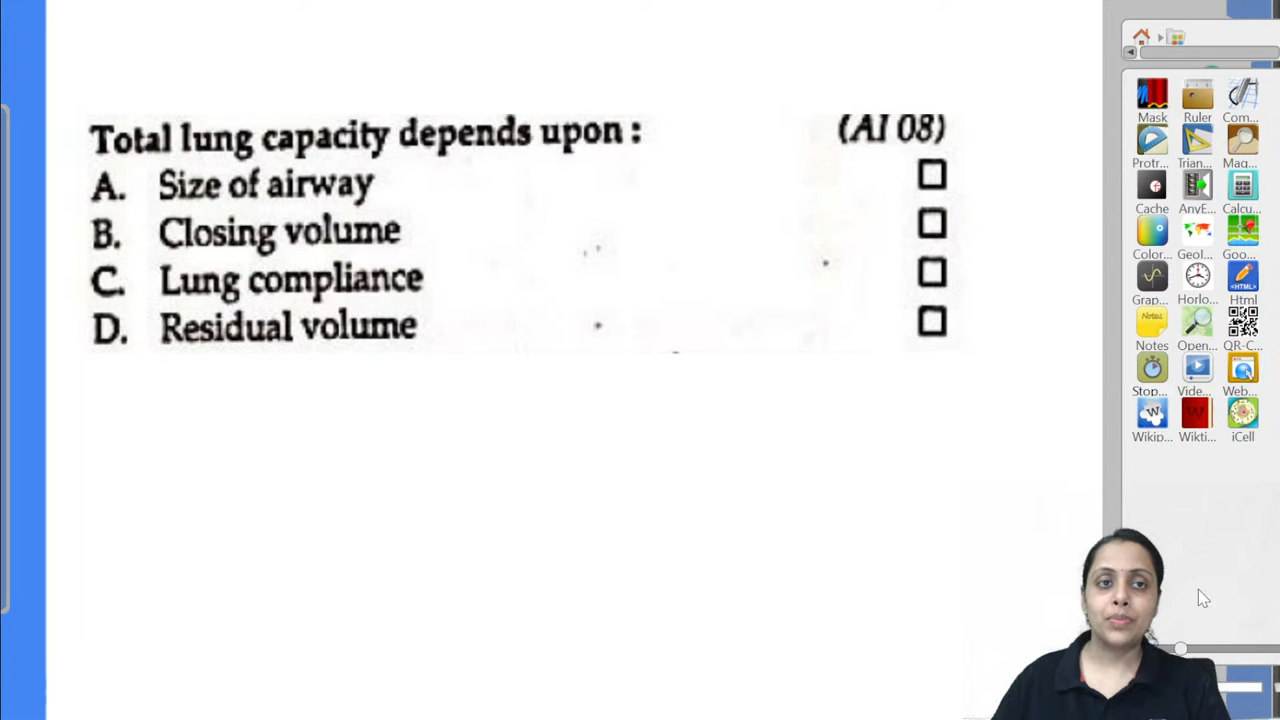 Total lung capacity depends upon : (AI 08)
A. Size of airway
B. Closing volume
C. Lung compliance
D. Residual volume
Mask Ruler Com...
Protr... Trian... Mag...
Cache AnyE... Calcu...
Color... Geol... Goo...
Grap... Horlo... Html
Notes Open... QR-C...
Stop... Vide... Web...
Wikip... Wikti... iCell